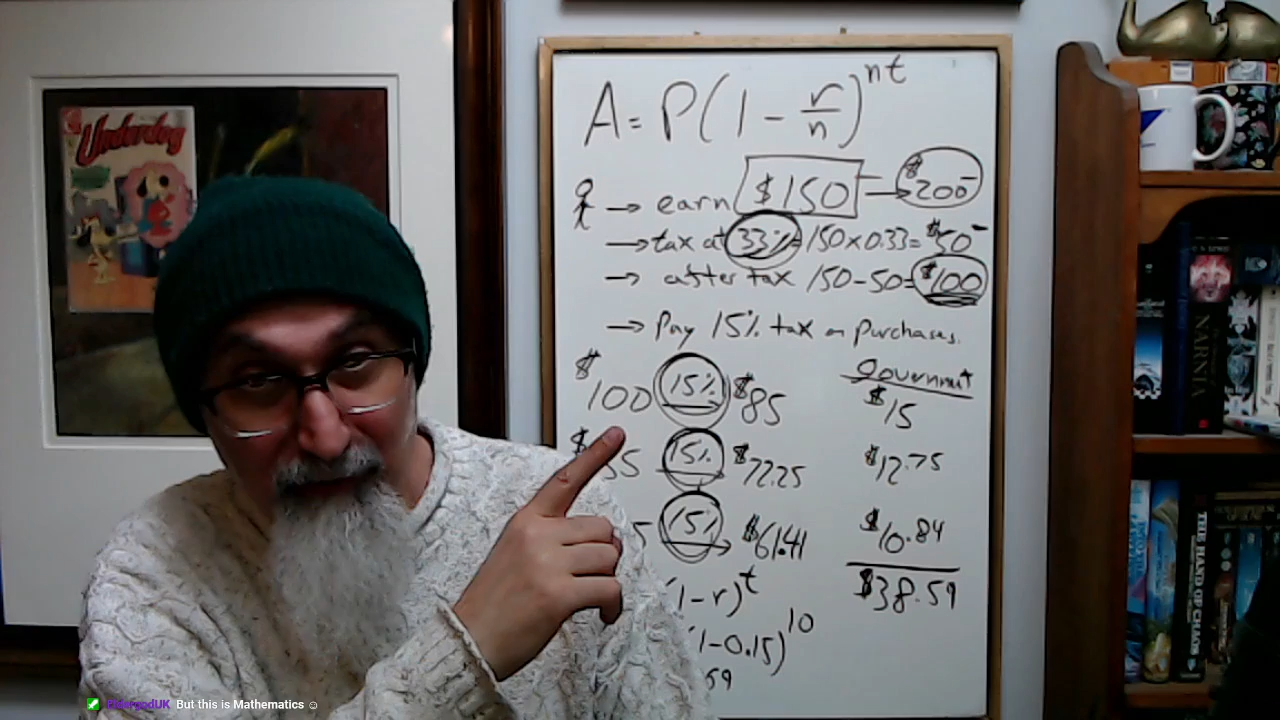 Underdog
A = P(1 - r/n)^nt
→ earn $150 → $200
→ tax at 33% = 150 x 0.33 = $50
→ after tax 150 - 50 = $100
→ Pay 15% tax on purchases.
Government
$100 15% $85 $15
15% $72.25 $12.75
15% → $61.41 $10.84
$38.59
1-r)^t
1-0.15)^10
NARNIA
THE HAND OF CHAOS
But this is Mathematics ☺